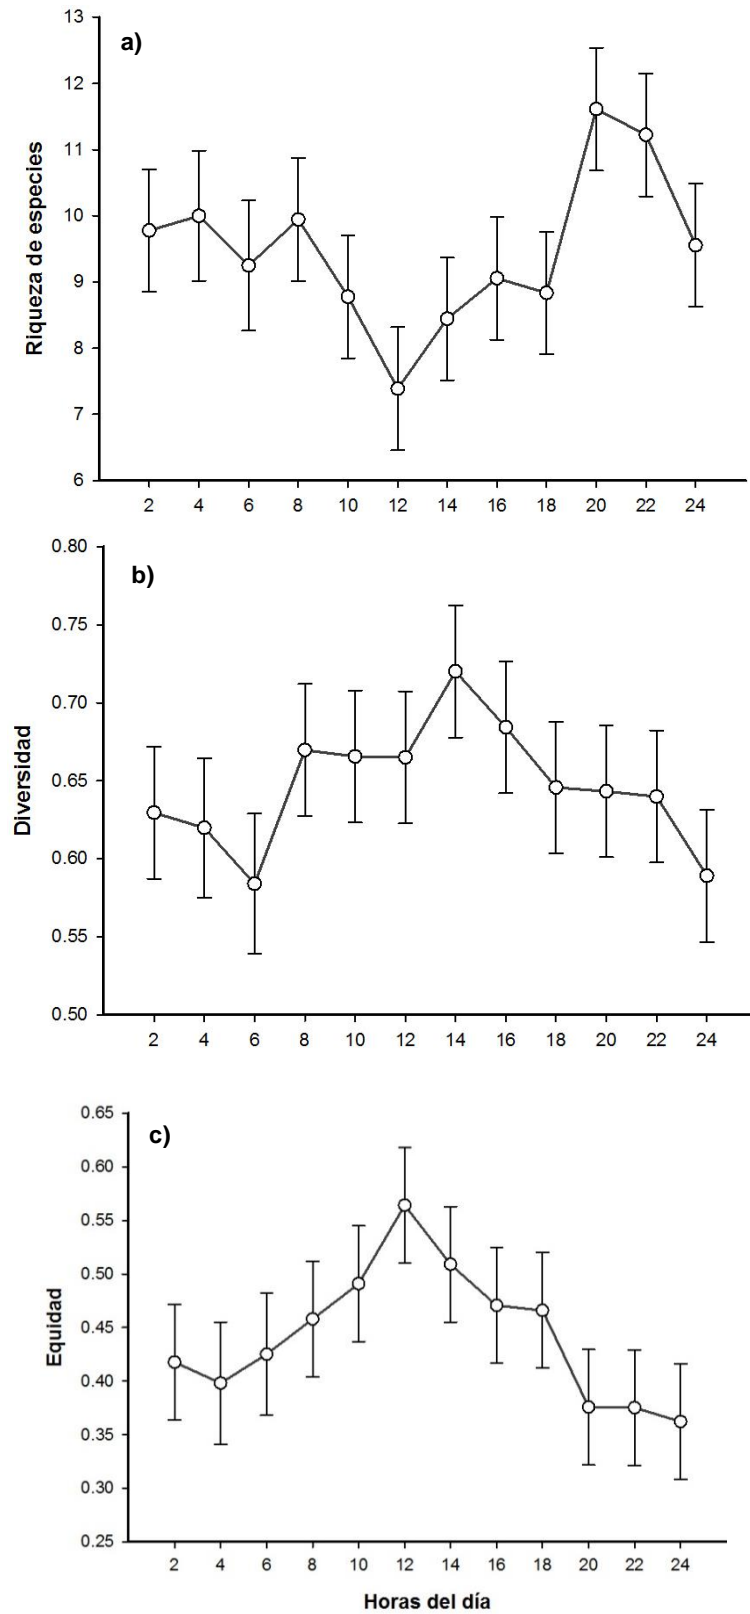 a)
Riqueza de especies
13
12
11
10
9
8
7
6
2 4 6 8 10 12 14 16 18 20 22 24
b)
Diversidad
0.80
0.75
0.70
0.65
0.60
0.55
0.50
2 4 6 8 10 12 14 16 18 20 22 24
c)
Equidad
0.65
0.60
0.55
0.50
0.45
0.40
0.35
0.30
0.25
2 4 6 8 10 12 14 16 18 20 22 24
Horas del día